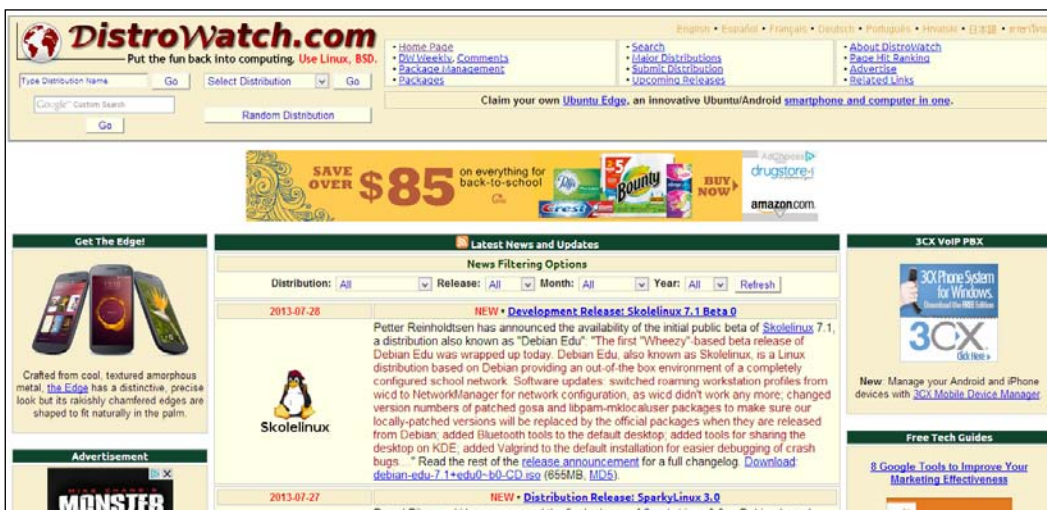 DistroWatch.com
Put the fun back into computing. Use Linux, BSD.
English • Español • Français • Deutsch • Português • Hrvatski • 日本語 •
• Home Page
• DW Weekly, Comments
• Package Management
• Packages
• Search
• Major Distributions
• Submit Distribution
• Upcoming Releases
• About DistroWatch
• Page Hit Ranking
• Advertise
• Related Links
Type Distribution Name Go Select Distribution Go
Google™ Custom Search
Go
Random Distribution
Claim your own Ubuntu Edge, an innovative Ubuntu/Android smartphone and computer in one.
SAVE OVER $85
on everything for
back-to-school
Puffs
Crest
Bounty
BUY NOW
AdChoices
drugstore
amazon.com
Get The Edge!
Crafted from cool, textured amorphous
metal, the Edge has a distinctive, precise
look but its rakishly chamfered edges are
shaped to fit naturally in the palm.
Advertisement
MONSTER
Latest News and Updates
News Filtering Options
Distribution: All Release: All Month: All Year: All Refresh
2013-07-28 NEW • Development Release: Skolelinux 7.1 Beta 0
Skolelinux
Petter Reinholdtsen has announced the availability of the initial public beta of Skolelinux 7.1,
a distribution also known as "Debian Edu": "The first "Wheezy"-based beta release of
Debian Edu was wrapped up today. Debian Edu, also known as Skolelinux, is a Linux
distribution based on Debian providing an out-of-the box environment of a completely
configured school network. Software updates: switched roaming workstation profiles from
wicd to NetworkManager for network configuration, as wicd didn't work any more; changed
version numbers of patched gosa and libpam-mklocaluser packages to make sure our
locally-patched versions will be replaced by the official packages when they are released
from Debian; added Bluetooth tools to the default desktop; added tools for sharing the
desktop on KDE; added Valgrind to the default installation for easier debugging of crash
bugs...." Read the rest of the release announcement for a full changelog. Download:
debian-edu-7.1+edu0~b0-CD.iso (655MB, MD5).
2013-07-27 NEW • Distribution Release: SparkyLinux 3.0
3CX VoIP PBX
3CX Phone System
for Windows.
Download the FREE Edition
3CX
Click Here
New: Manage your Android and iPhone
devices with 3CX Mobile Device Manager.
Free Tech Guides
8 Google Tools to Improve Your
Marketing Effectiveness